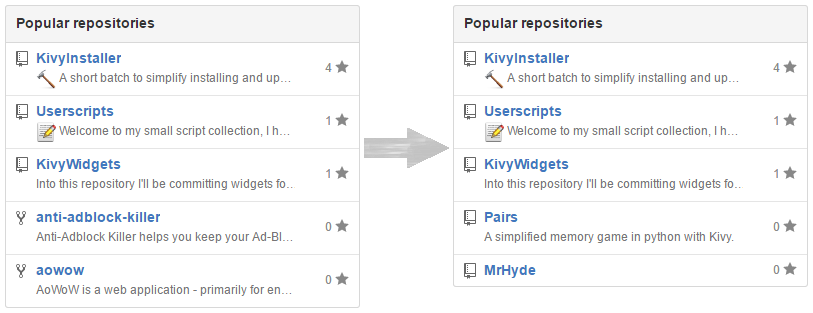 Popular repositories
KivyInstaller
4
A short batch to simplify installing and up…
Userscripts
1
Welcome to my small script collection, I h…
KivyWidgets
1
Into this repository I'll be committing widgets fo…
anti-adblock-killer
0
Anti-Adblock Killer helps you keep your Ad-Bl…
aowow
0
AoWoW is a web application - primarily for en…
Popular repositories
KivyInstaller
4
A short batch to simplify installing and up…
Userscripts
1
Welcome to my small script collection, I h…
KivyWidgets
1
Into this repository I'll be committing widgets fo…
Pairs
0
A simplified memory game in python with Kivy.
MrHyde
0